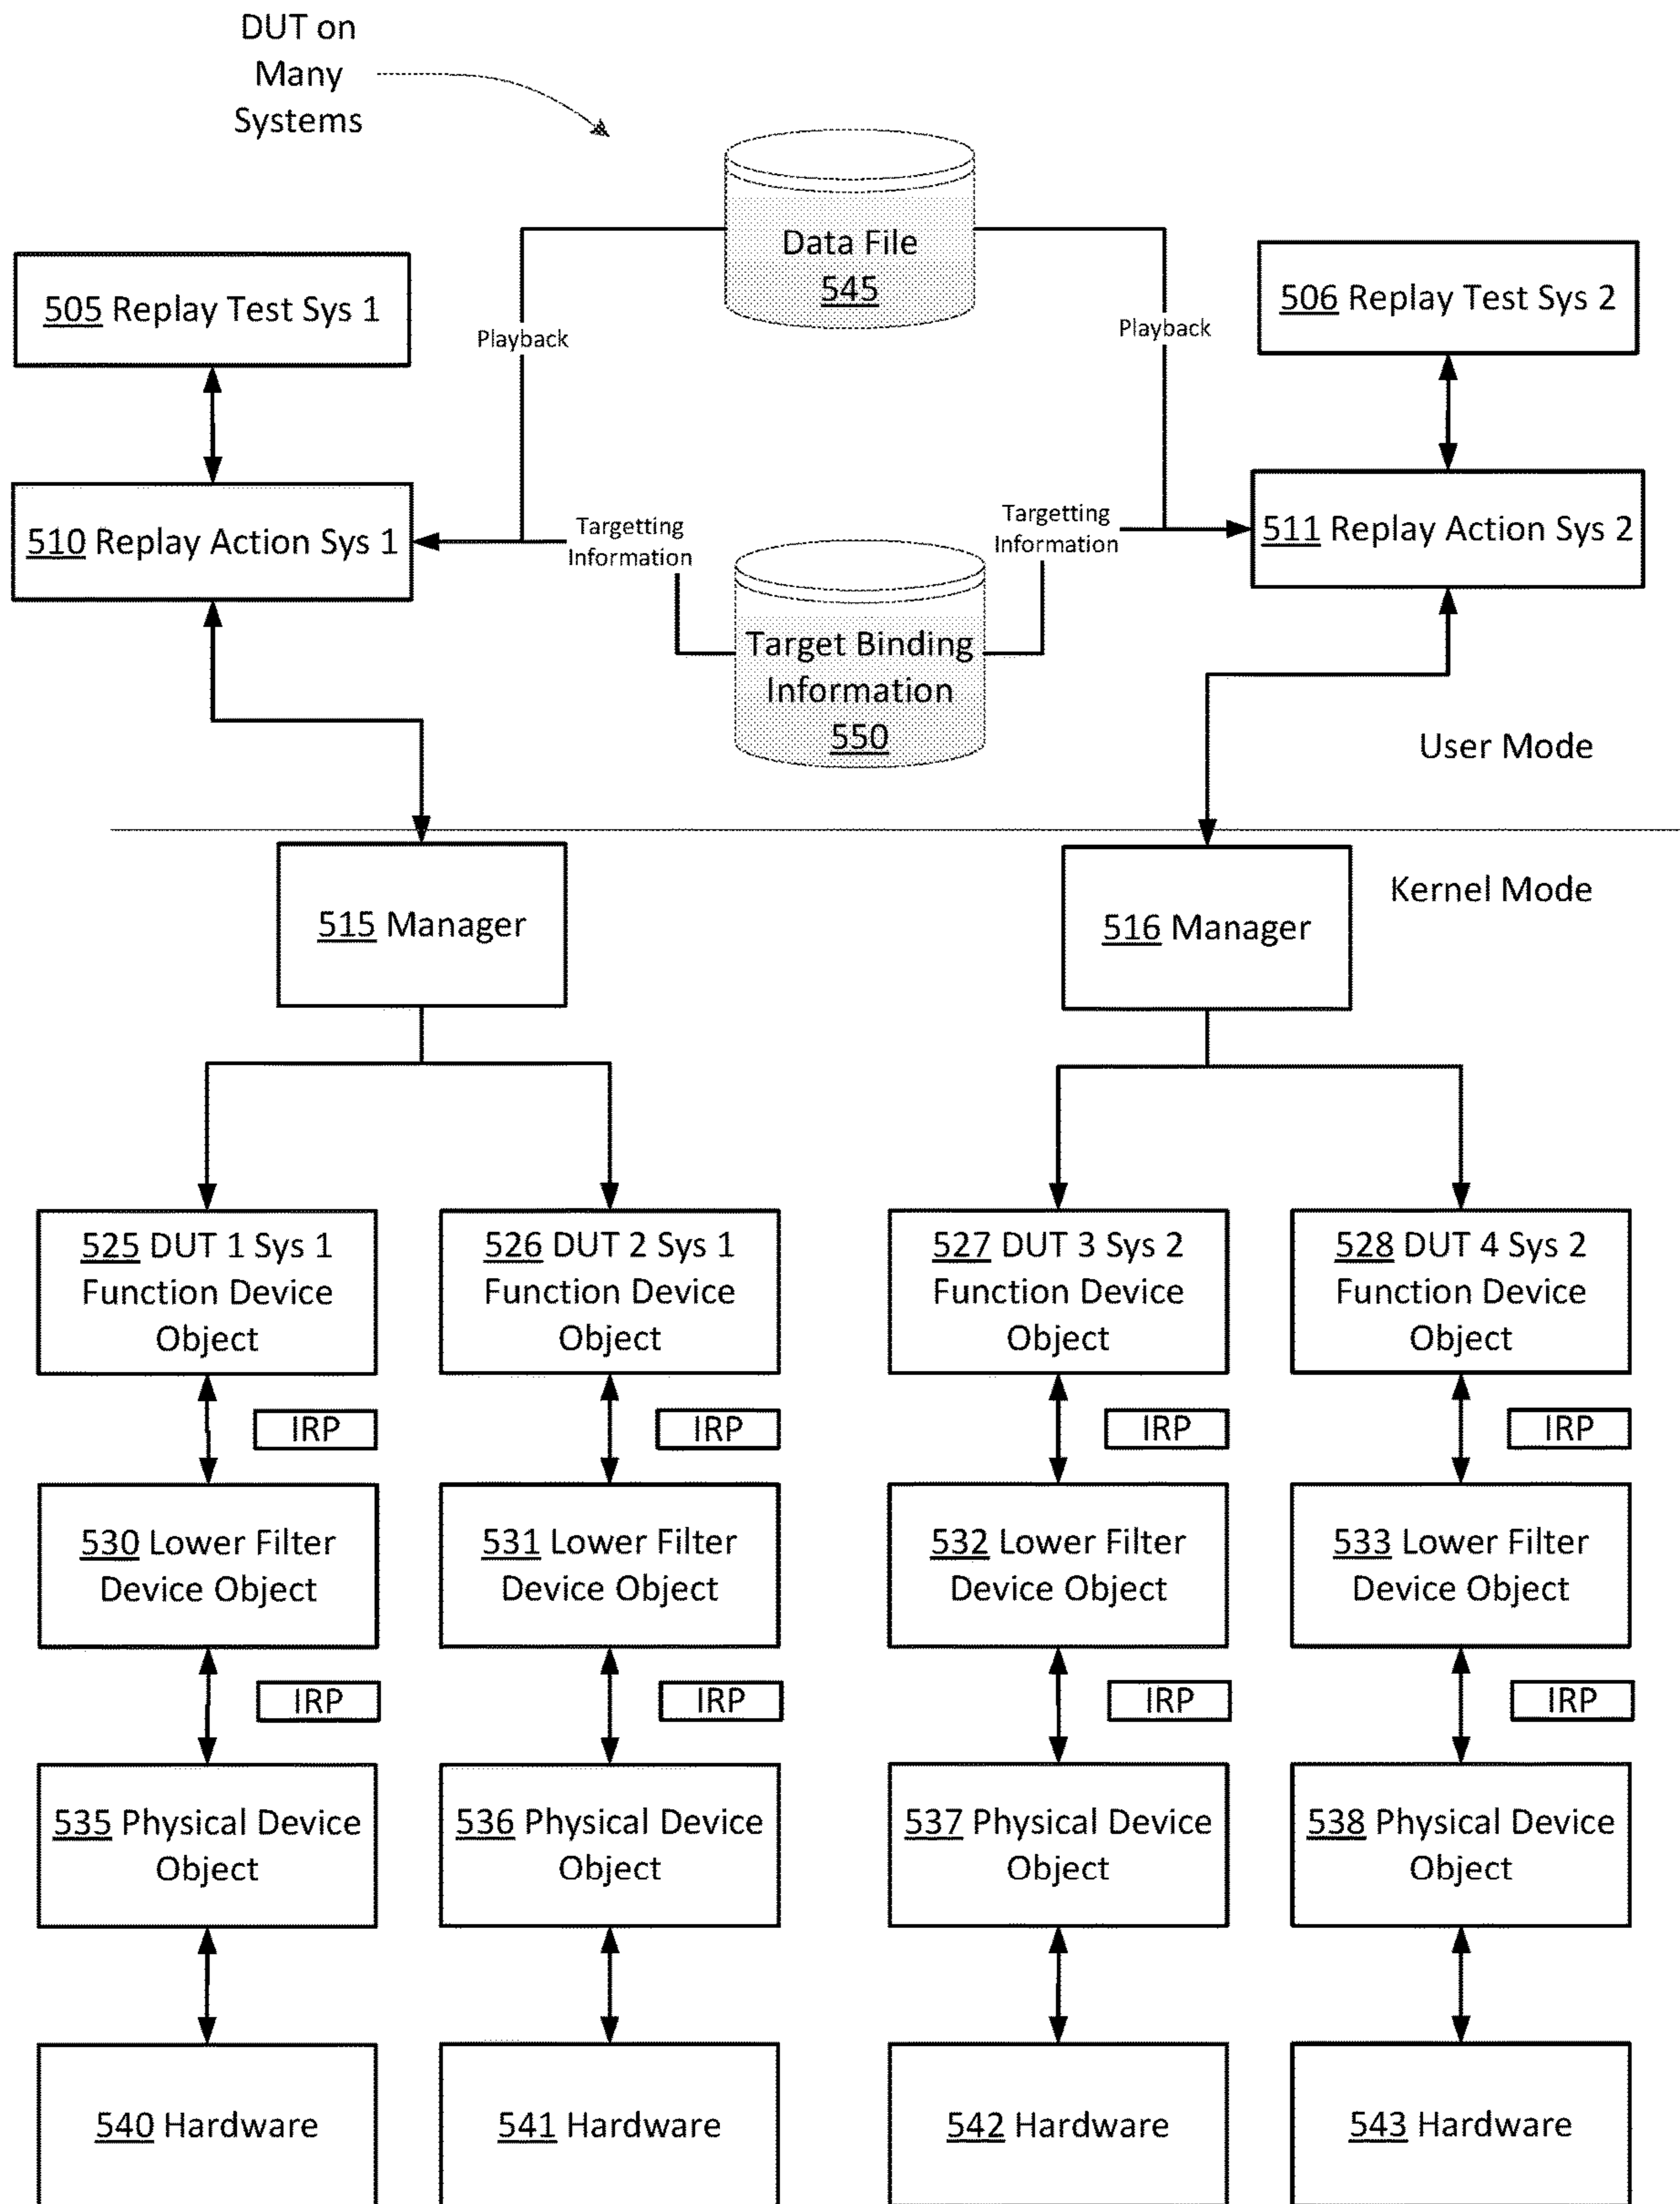 DUT on
Many
Systems
Data File
545
505 Replay Test Sys 1
506 Replay Test Sys 2
Playback
Playback
510 Replay Action Sys 1
Targetting
Information
Targetting
Information
511 Replay Action Sys 2
Target Binding
Information
550
User Mode
Kernel Mode
515 Manager
516 Manager
525 DUT 1 Sys 1
Function Device
Object
526 DUT 2 Sys 1
Function Device
Object
527 DUT 3 Sys 2
Function Device
Object
528 DUT 4 Sys 2
Function Device
Object
IRP
IRP
IRP
IRP
530 Lower Filter
Device Object
531 Lower Filter
Device Object
532 Lower Filter
Device Object
533 Lower Filter
Device Object
IRP
IRP
IRP
IRP
535 Physical Device
Object
536 Physical Device
Object
537 Physical Device
Object
538 Physical Device
Object
540 Hardware
541 Hardware
542 Hardware
543 Hardware